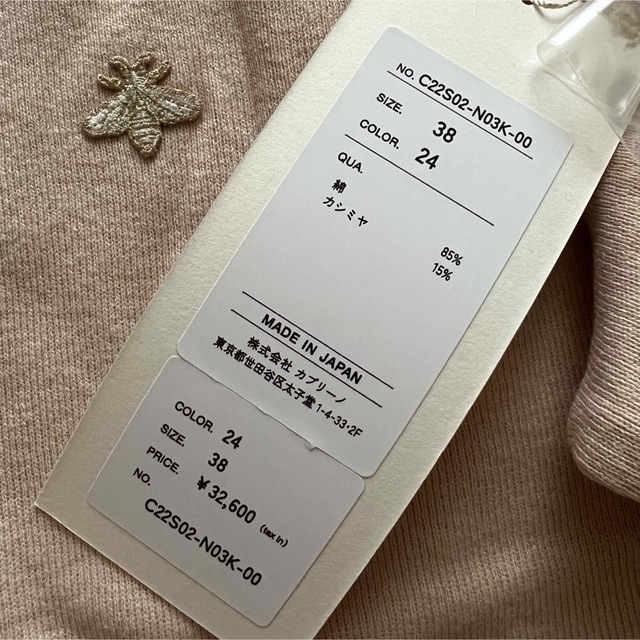 NO. C22S02-N03K-00
SIZE. 38
COLOR. 24
QUA.
綿 85%
カシミヤ 15%
MADE IN JAPAN
株式会社 カプリーノ
東京都世田谷区太子堂 1-4-33-2F
COLOR. 24
SIZE. 38
PRICE. ¥32,600 (tax in)
NO. C22S02-N03K-00